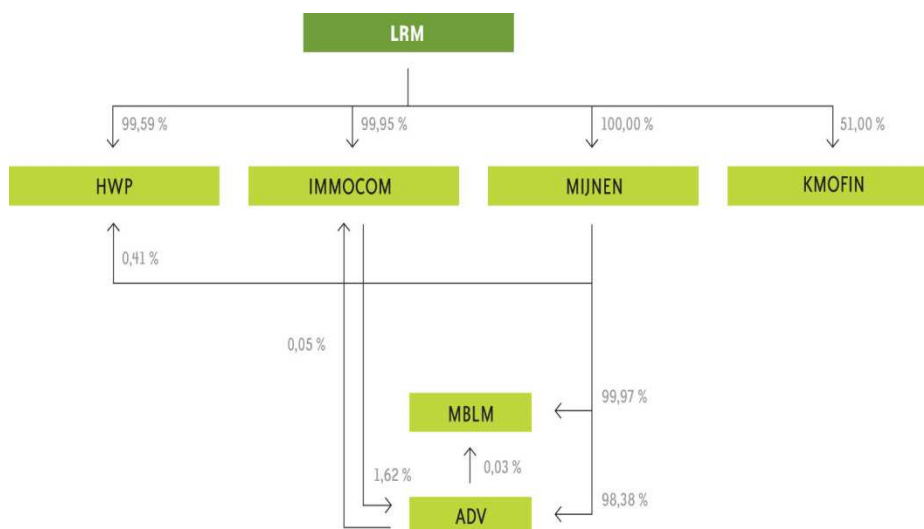 LRM
99,59 %
99,95 %
100,00 %
51,00 %
HWP
IMMOCOM
MIJNEN
KMOFIN
0,41 %
0,05 %
99,97 %
MBLM
1,62 %
0,03 %
98,38 %
ADV